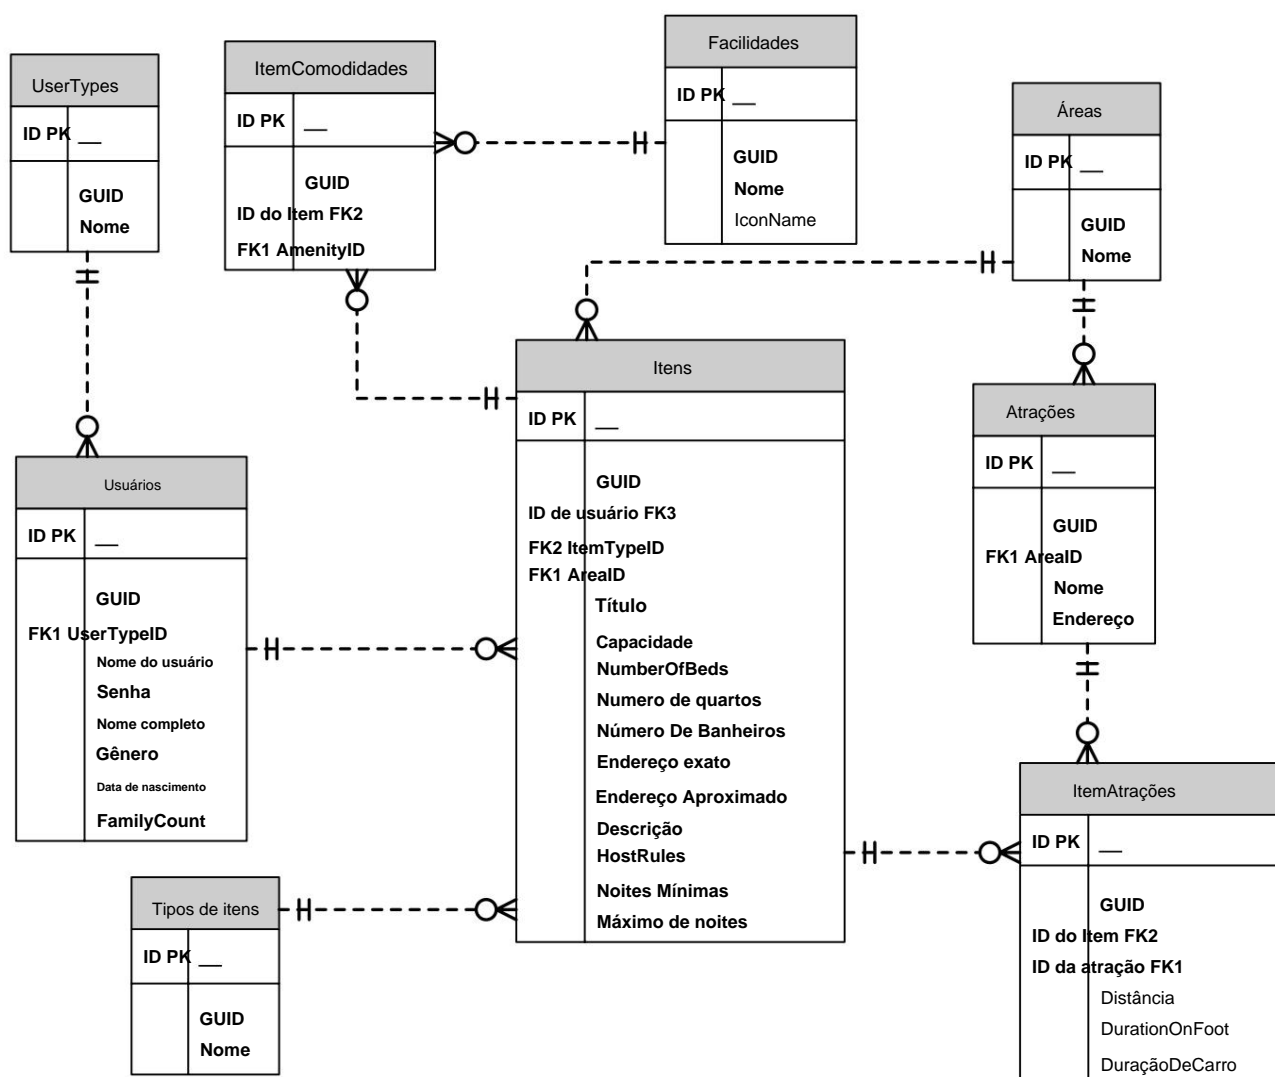 UserTypes
ID PK __
GUID
Nome
ItemComodidades
ID PK __
GUID
ID do Item FK2
FK1 AmenityID
Facilidades
ID PK __
GUID
Nome
IconName
Áreas
ID PK __
GUID
Nome
Usuários
ID PK __
GUID
FK1 UserTypeID
Nome do usuário
Senha
Nome completo
Gênero
Data de nascimento
FamilyCount
Itens
ID PK __
GUID
ID de usuário FK3
FK2 ItemTypeID
FK1 AreaID
Título
Capacidade
NumberOfBeds
Numero de quartos
Número De Banheiros
Endereço exato
Endereço Aproximado
Descrição
HostRules
Noites Mínimas
Máximo de noites
Atrações
ID PK __
GUID
FK1 AreaID
Nome
Endereço
Tipos de itens
ID PK __
GUID
Nome
ItemAtrações
ID PK __
GUID
ID do Item FK2
ID da atração FK1
Distância
DurationOnFoot
DuraçãoDeCarro